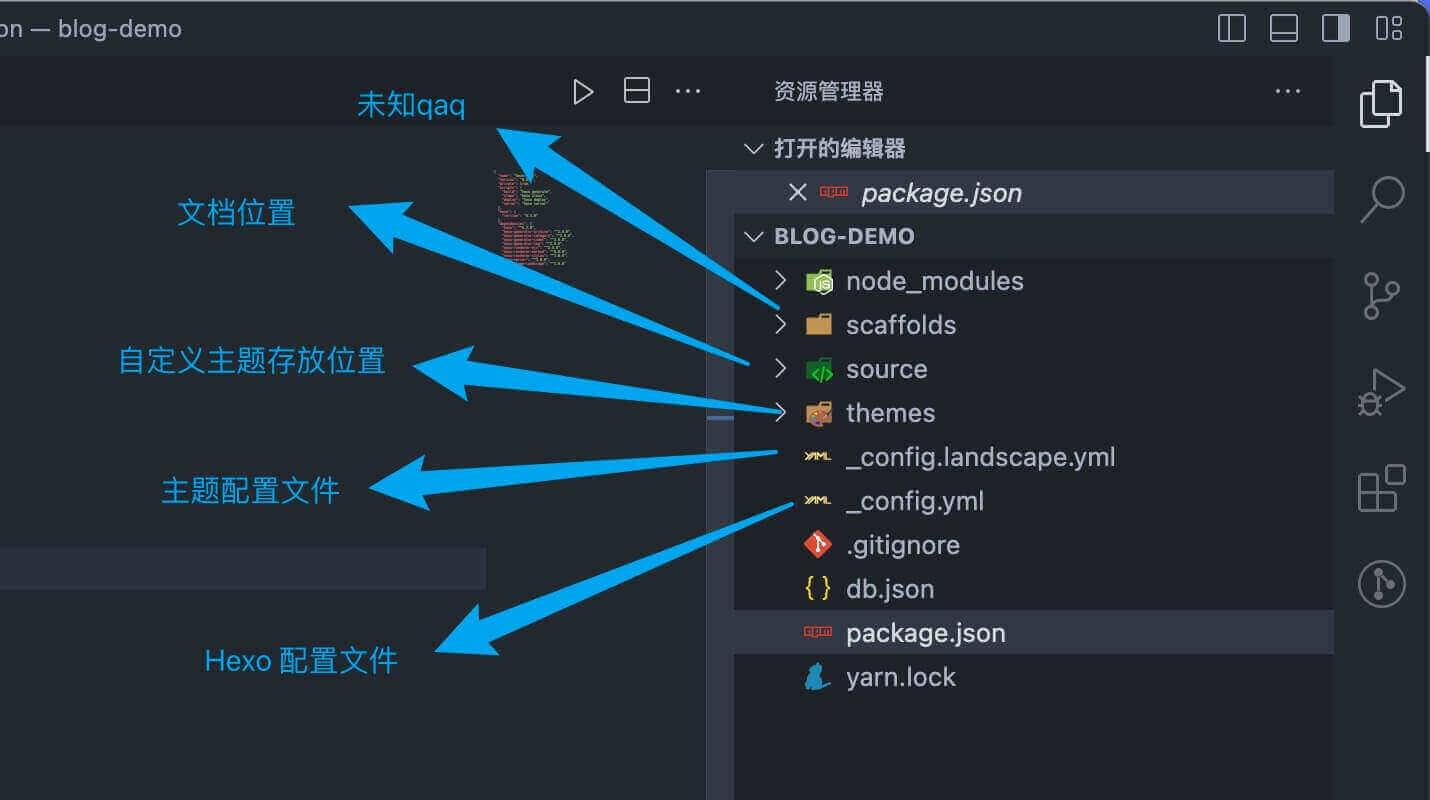 on — blog-demo
未知qaq
资源管理器
打开的编辑器
package.json
文档位置
BLOG-DEMO
node_modules
scaffolds
自定义主题存放位置
source
themes
_config.landscape.yml
主题配置文件
_config.yml
.gitignore
db.json
package.json
Hexo 配置文件
yarn.lock